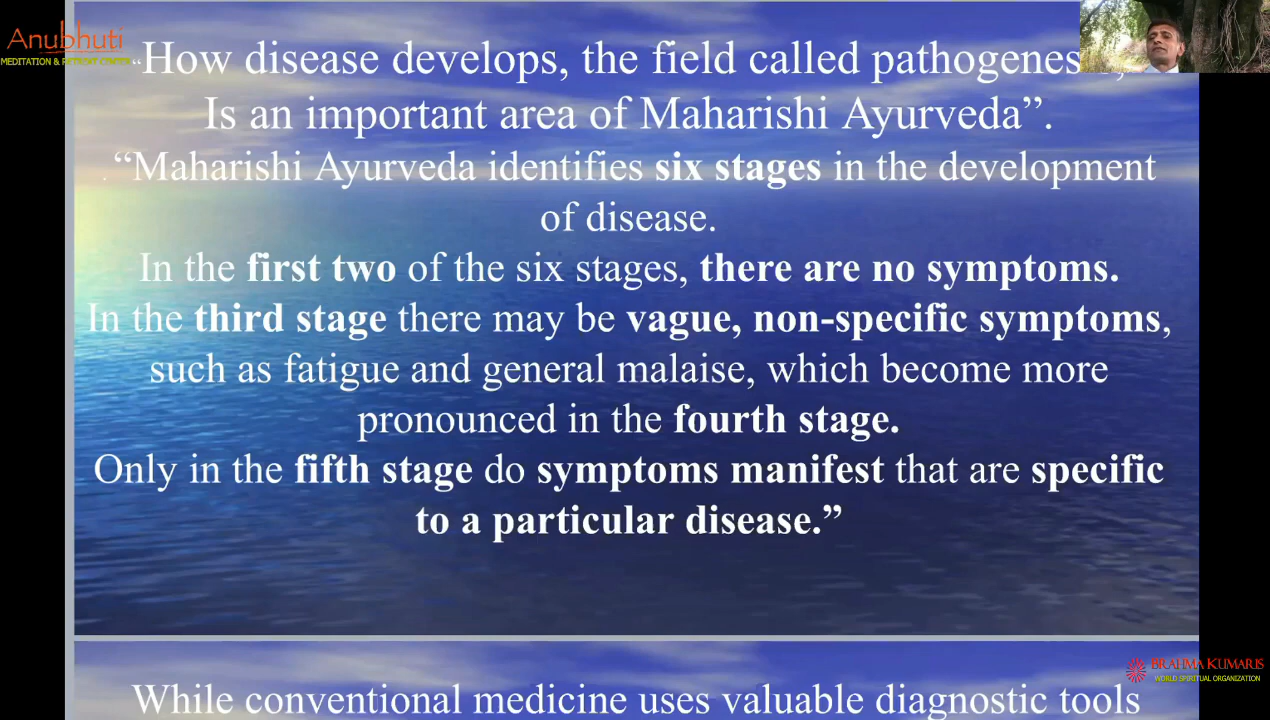 Anubhuti
MEDITATION & RETREAT CENTER
“How disease develops, the field called
Is an important area of Maharishi Ayurveda”.
. “Maharishi Ayurveda identifies six stages in the development
of disease.
In the first two of the six stages, there are no symptoms.
In the third stage there may be vague, non-specific symptoms,
such as fatigue and general malaise, which become more
pronounced in the fourth stage.
Only in the fifth stage do symptoms manifest that are specific
to a particular disease.”
BRAHMA KUMARIS
WORLD SPIRITUAL ORGANIZATION
While conventional medicine uses valuable diagnostic tools